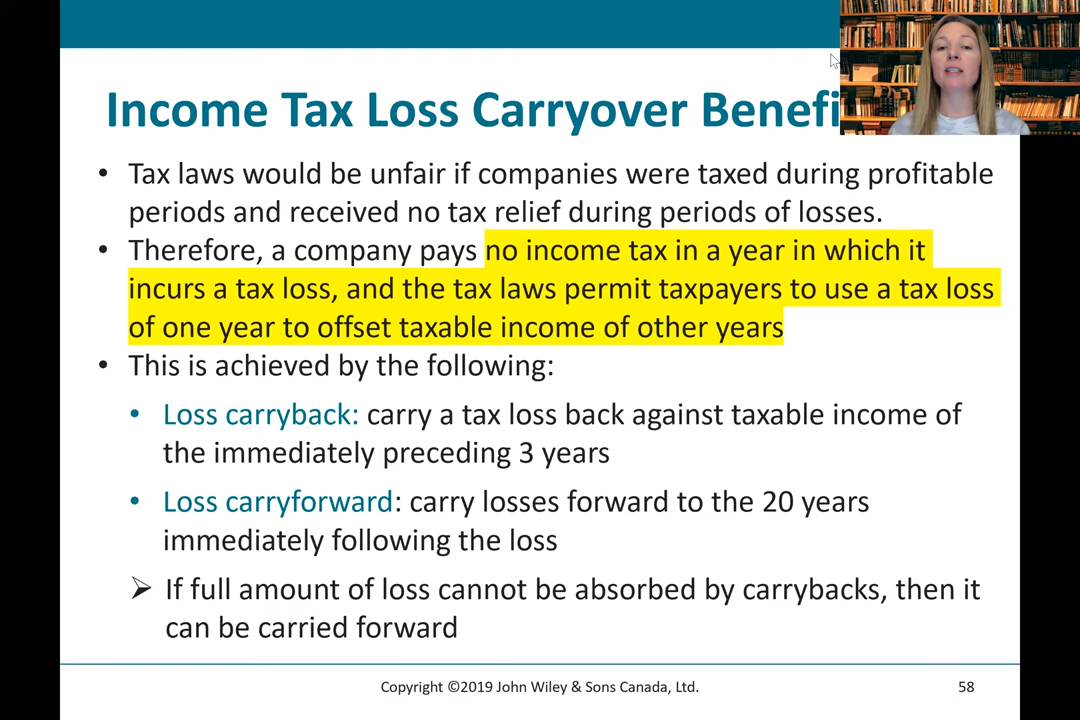 Income Tax Loss Carryover Benefi
• Tax laws would be unfair if companies were taxed during profitable
periods and received no tax relief during periods of losses.
• Therefore, a company pays no income tax in a year in which it
incurs a tax loss, and the tax laws permit taxpayers to use a tax loss
of one year to offset taxable income of other years
• This is achieved by the following:
• Loss carryback: carry a tax loss back against taxable income of
the immediately preceding 3 years
• Loss carryforward: carry losses forward to the 20 years
immediately following the loss
➢ If full amount of loss cannot be absorbed by carrybacks, then it
can be carried forward
Copyright ©2019 John Wiley & Sons Canada, Ltd.
58